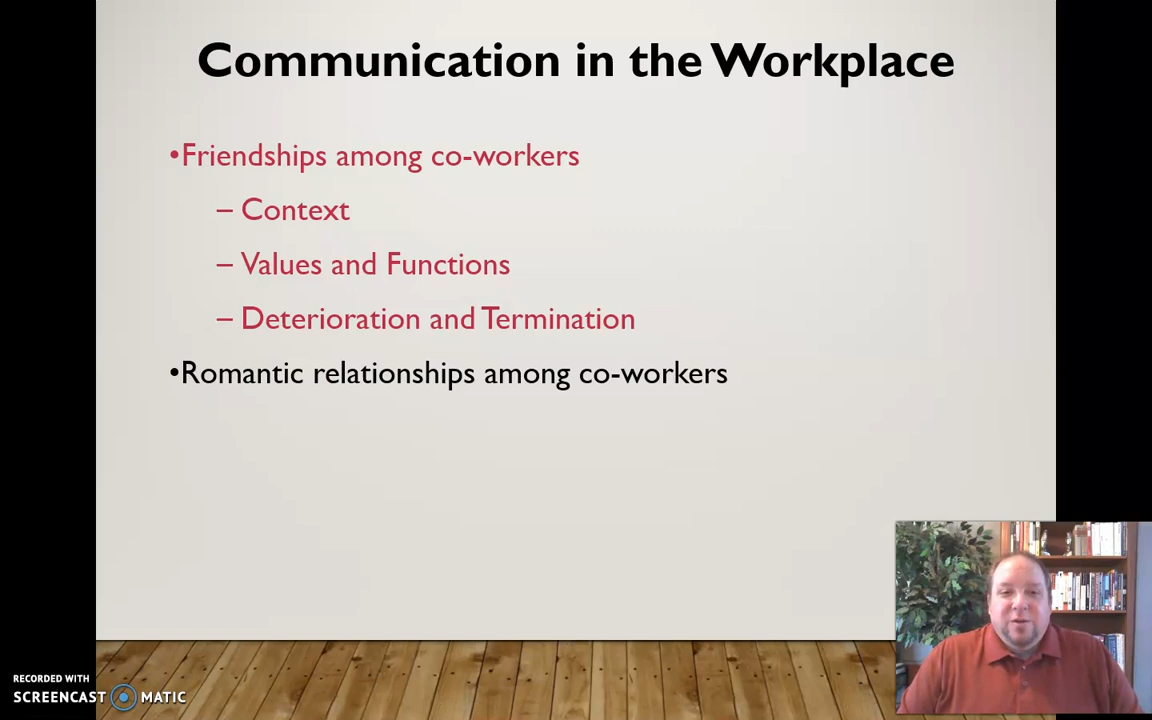 Communication in the Workplace
•Friendships among co-workers
– Context
– Values and Functions
– Deterioration and Termination
•Romantic relationships among co-workers
RECORDED WITH
SCREENCAST MATIC